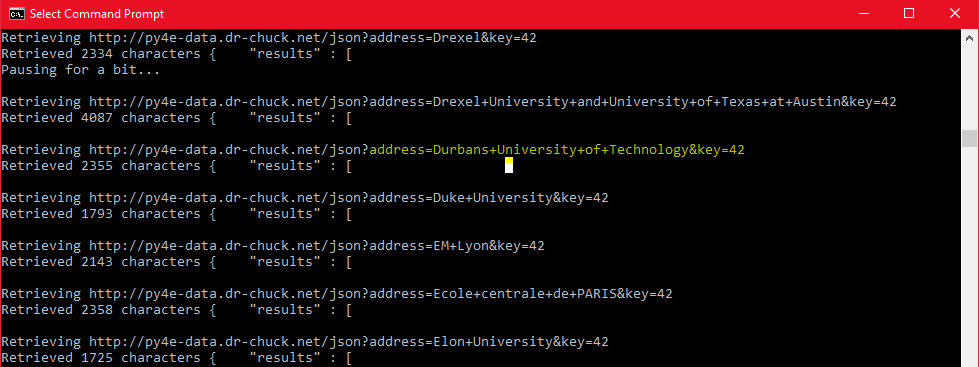 Select Command Prompt
Retrieving http://py4e-data.dr-chuck.net/json?address=Drexel&key=42
Retrieved 2334 characters {    "results" : [
Pausing for a bit...
Retrieving http://py4e-data.dr-chuck.net/json?address=Drexel+University+and+University+of+Texas+at+Austin&key=42
Retrieved 4087 characters {    "results" : [
Retrieving http://py4e-data.dr-chuck.net/json?address=Durbans+University+of+Technology&key=42
Retrieved 2355 characters {    "results" : [
Retrieving http://py4e-data.dr-chuck.net/json?address=Duke+University&key=42
Retrieved 1793 characters {    "results" : [
Retrieving http://py4e-data.dr-chuck.net/json?address=EM+Lyon&key=42
Retrieved 2143 characters {    "results" : [
Retrieving http://py4e-data.dr-chuck.net/json?address=Ecole+centrale+de+PARIS&key=42
Retrieved 2358 characters {    "results" : [
Retrieving http://py4e-data.dr-chuck.net/json?address=Elon+University&key=42
Retrieved 1725 characters {    "results" : [